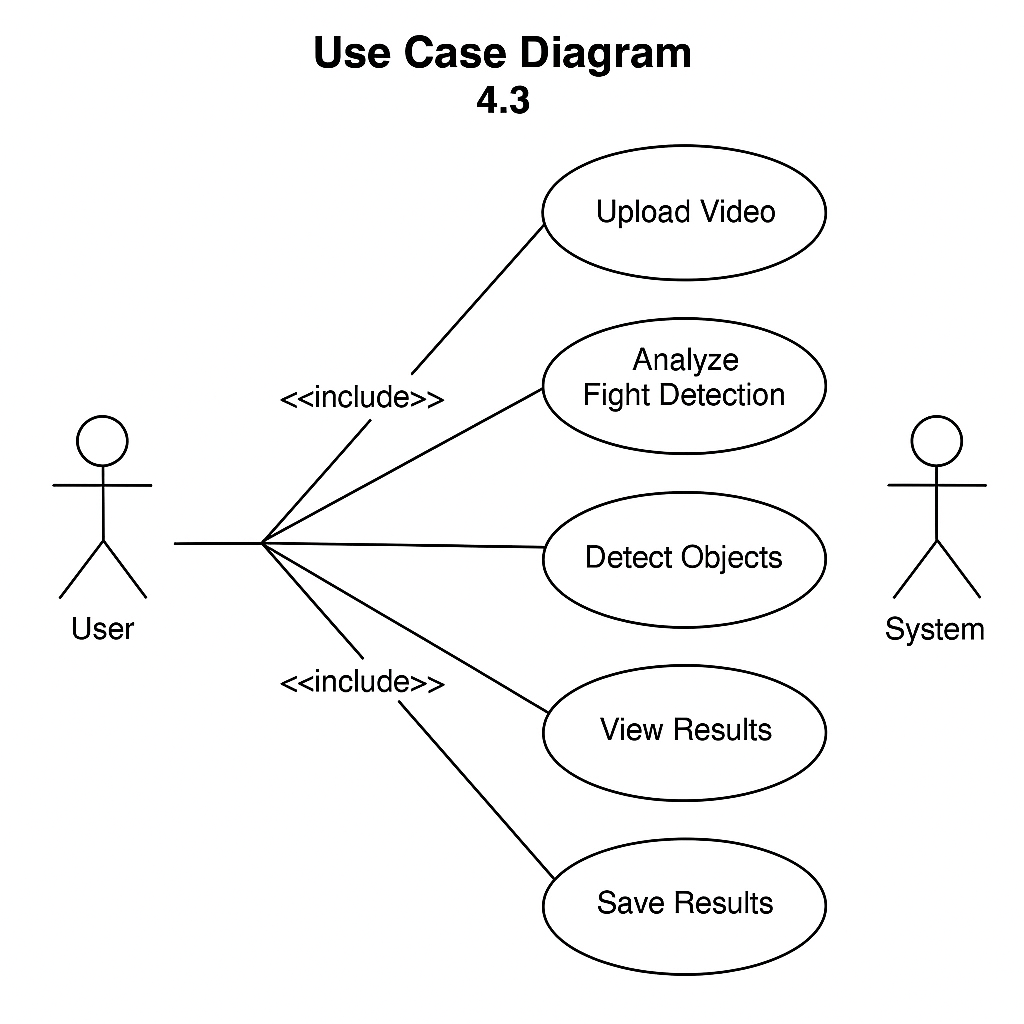 Use Case Diagram
4.3
Upload Video
Analyze
Fight Detection
<<include>>
Detect Objects
User
System
<<include>>
View Results
Save Results